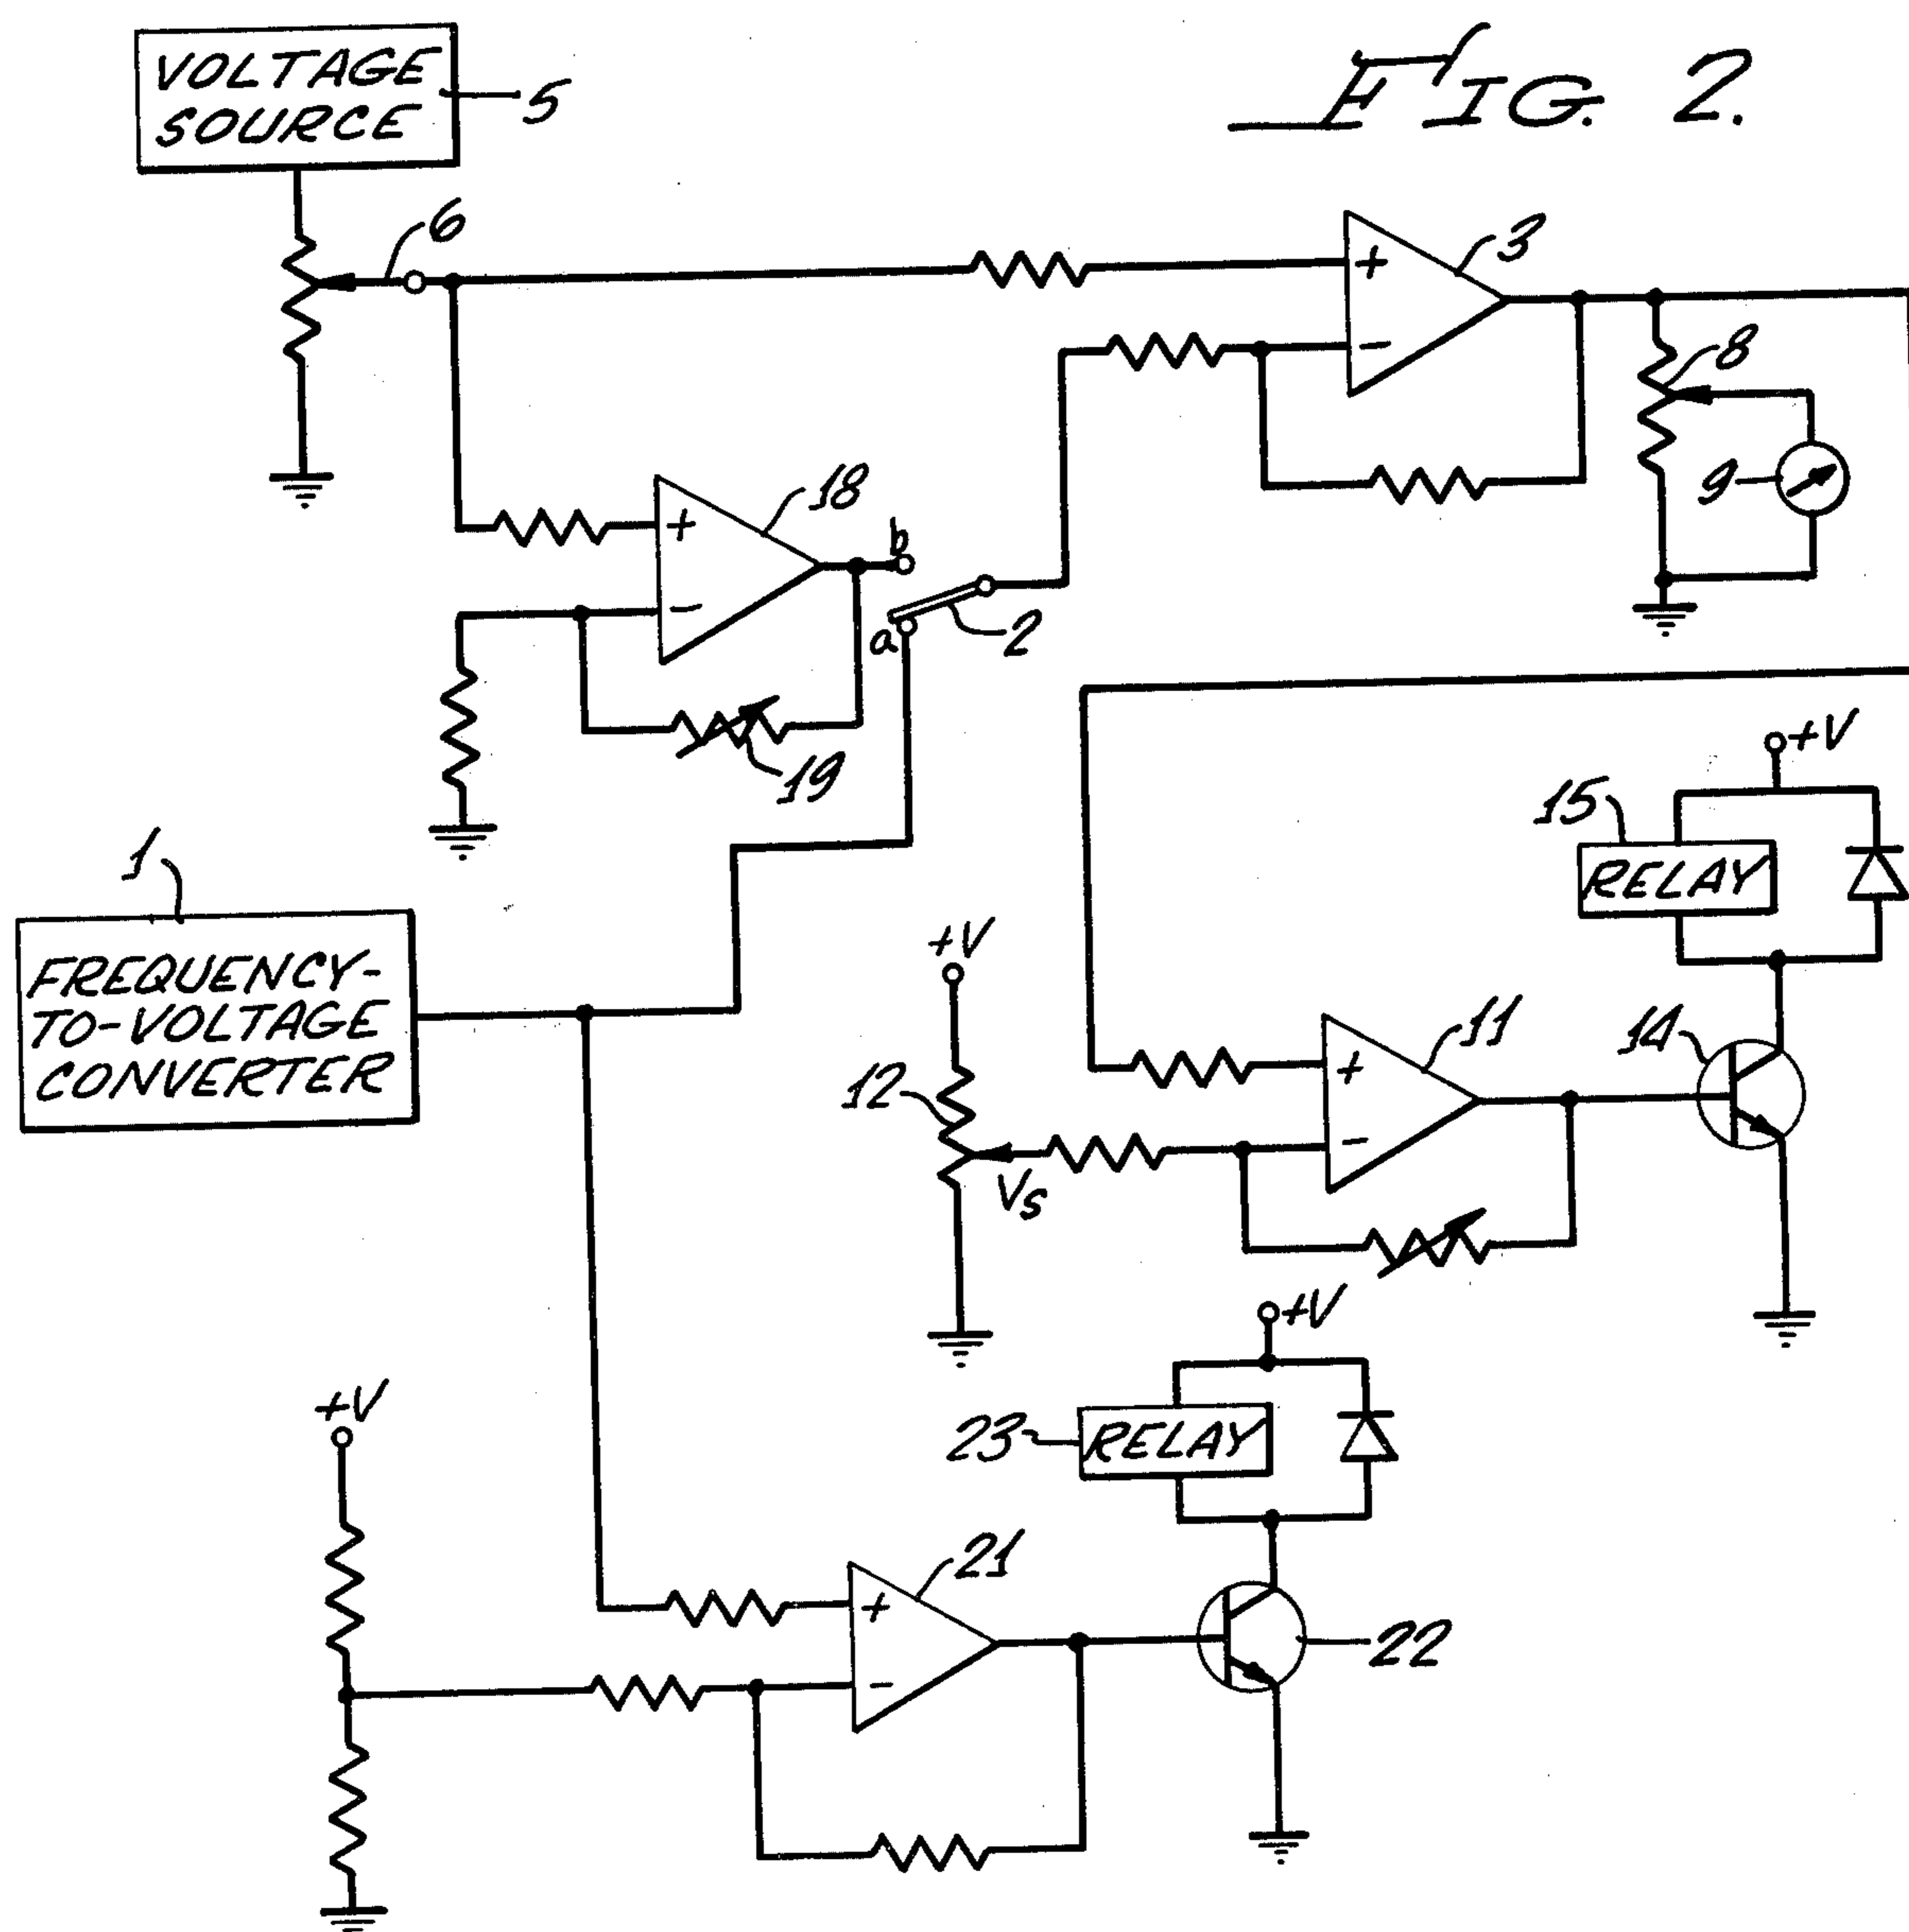 FIG. 2.
VOLTAGE
SOURCE
5
6
+
3
-
8
9
+
18
b
-
a
2
19
+V
15
RELAY
1
FREQUENCY-
TO-VOLTAGE
CONVERTER
+V
12
+
11
14
-
Vs
+V
+V
23
RELAY
21
+
22
-